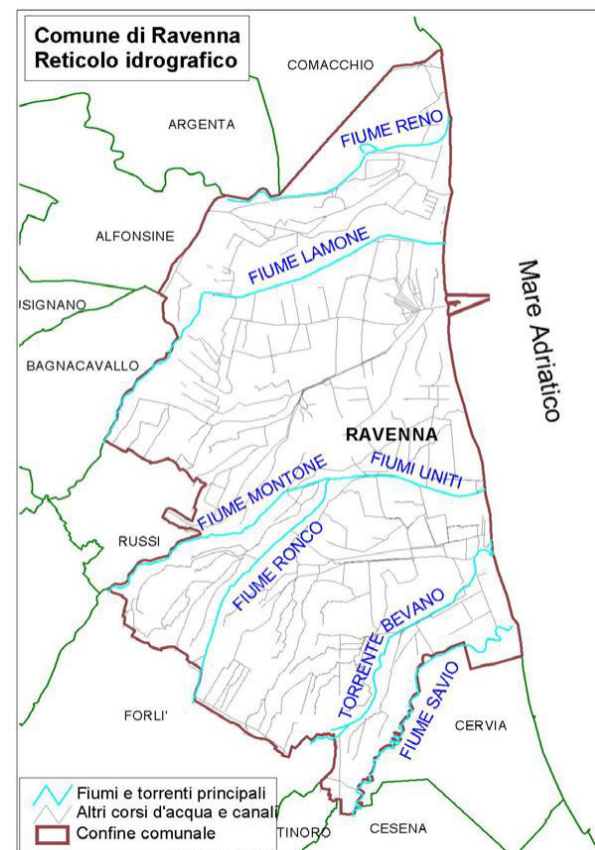 Comune di Ravenna
Reticolo idrografico
COMACCHIO
ARGENTA
FIUME RENO
ALFONSINE
FIUME LAMONE
Mare Adriatico
USIGNANO
BAGNACAVALLO
RAVENNA
FIUMI UNITI
FIUME MONTONE
RUSSI
FIUME RONCO
TORRENTE BEVANO
FIUME SAVIO
FORLI'
CERVIA
Fiumi e torrenti principali
Altri corsi d'acqua e canali
Confine comunale
TINORO
CESENA